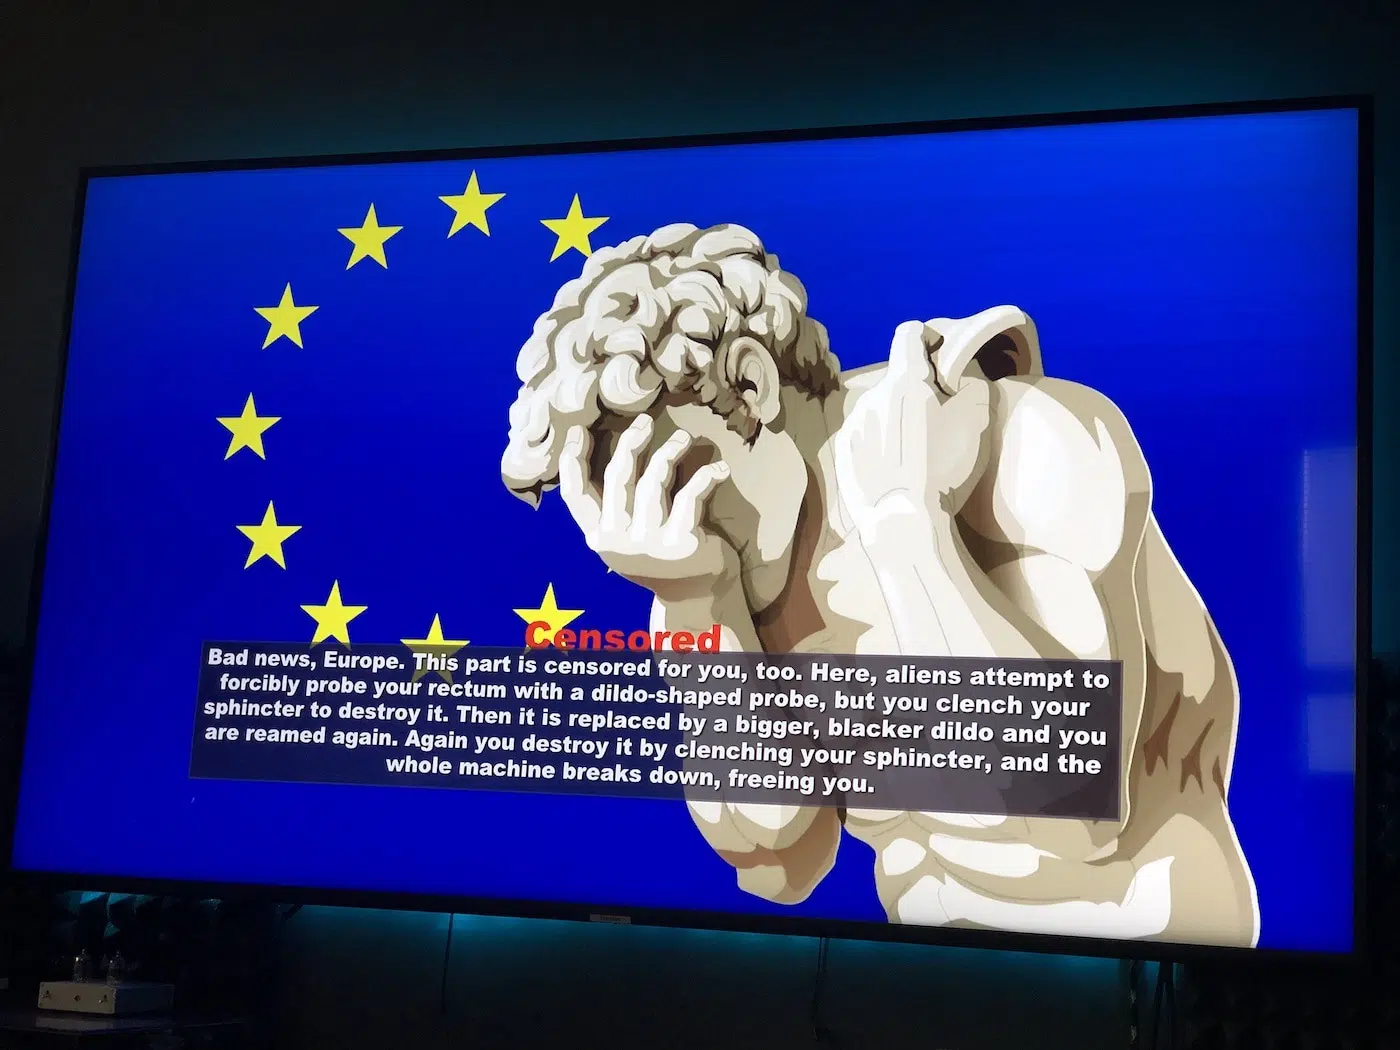 Censored
Bad news, Europe. This part is censored for you, too. Here, aliens attempt to
forcibly probe your rectum with a dildo-shaped probe, but you clench your
sphincter to destroy it. Then it is replaced by a bigger, blacker dildo and you
are reamed again. Again you destroy it by clenching your sphincter, and the
whole machine breaks down, freeing you.